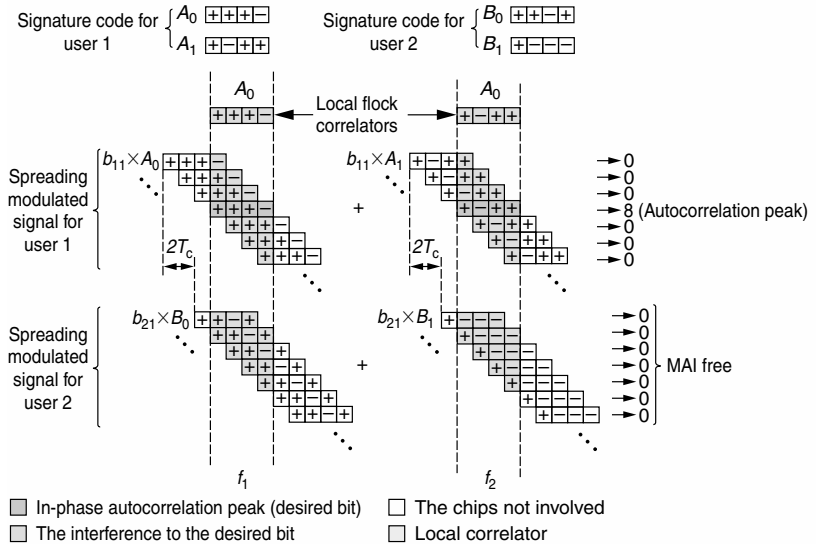 Signature code for user 1
A0 + + + −
A1 + − + +
Signature code for user 2
B0 + + − +
B1 + − − −
A0
+ + + −
Local flock correlators
A0
+ − + +
Spreading modulated signal for user 1
b11×A0
+ + + −
+ + + −
+ + + −
+ + + −
+ + + −
+ + + −
+ + + −
+
b11×A1
+ − + +
+ − + +
+ − + +
+ − + +
+ − + +
+ − + +
+ − + +
0
0
0
8 (Autocorrelation peak)
0
0
0
2Tc
2Tc
Spreading modulated signal for user 2
b21×B0
+ + − +
+ + − +
+ + − +
+ + − +
+ + − +
+ + − +
+ + − +
+
b21×B1
+ − − −
+ − − −
+ − − −
+ − − −
+ − − −
+ − − −
+ − − −
0
0
0
0
0
0
0
MAI free
f1
f2
In-phase autocorrelation peak (desired bit)
The chips not involved
The interference to the desired bit
Local correlator